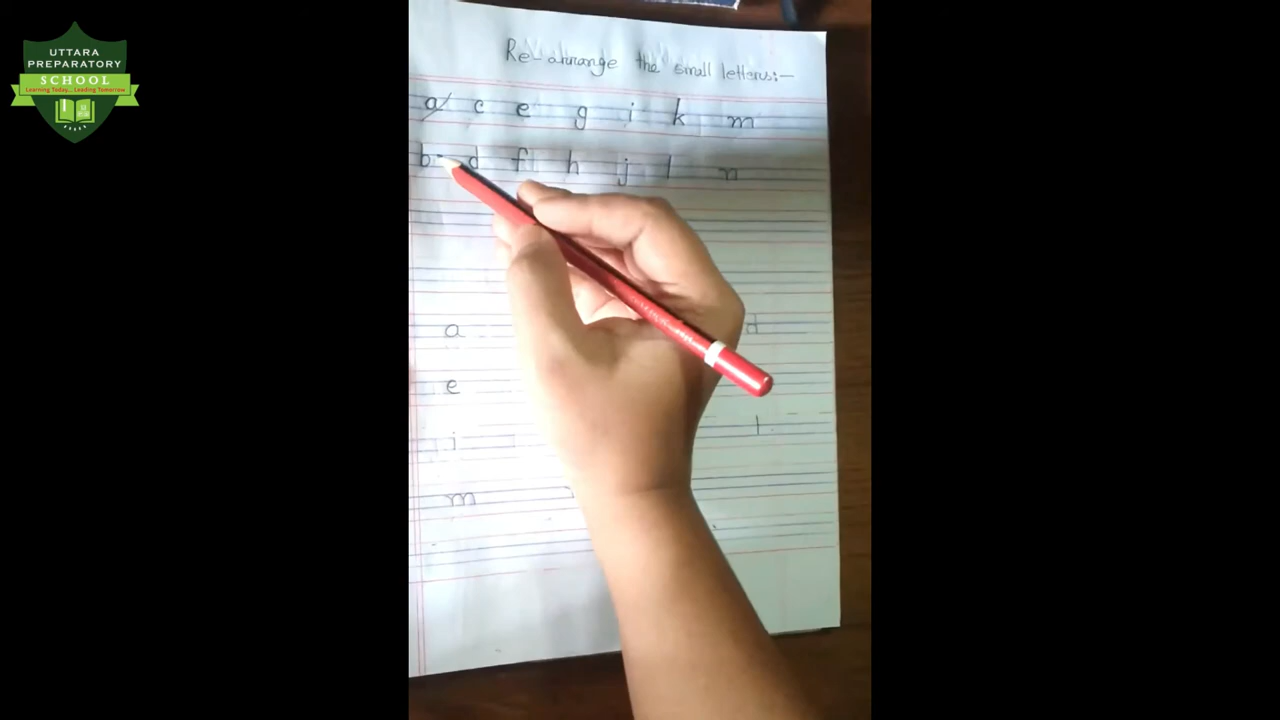 UTTARA
PREPARATORY
SCHOOL
Learning Today... Leading Tomorrow
Re-arrange the small letters:-
a c e g i k m
b d f h j l n
a d
e
i l
m